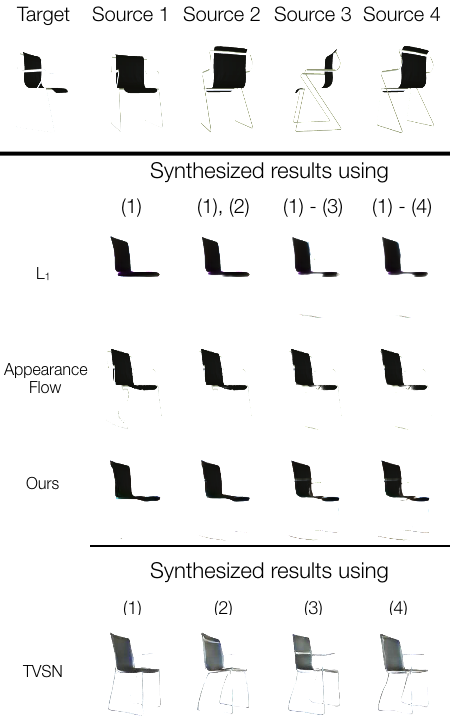 Target Source 1 Source 2 Source 3 Source 4
Synthesized results using
(1) (1), (2) (1) - (3) (1) - (4)
L₁
Appearance
Flow
Ours
Synthesized results using
(1) (2) (3) (4)
TVSN